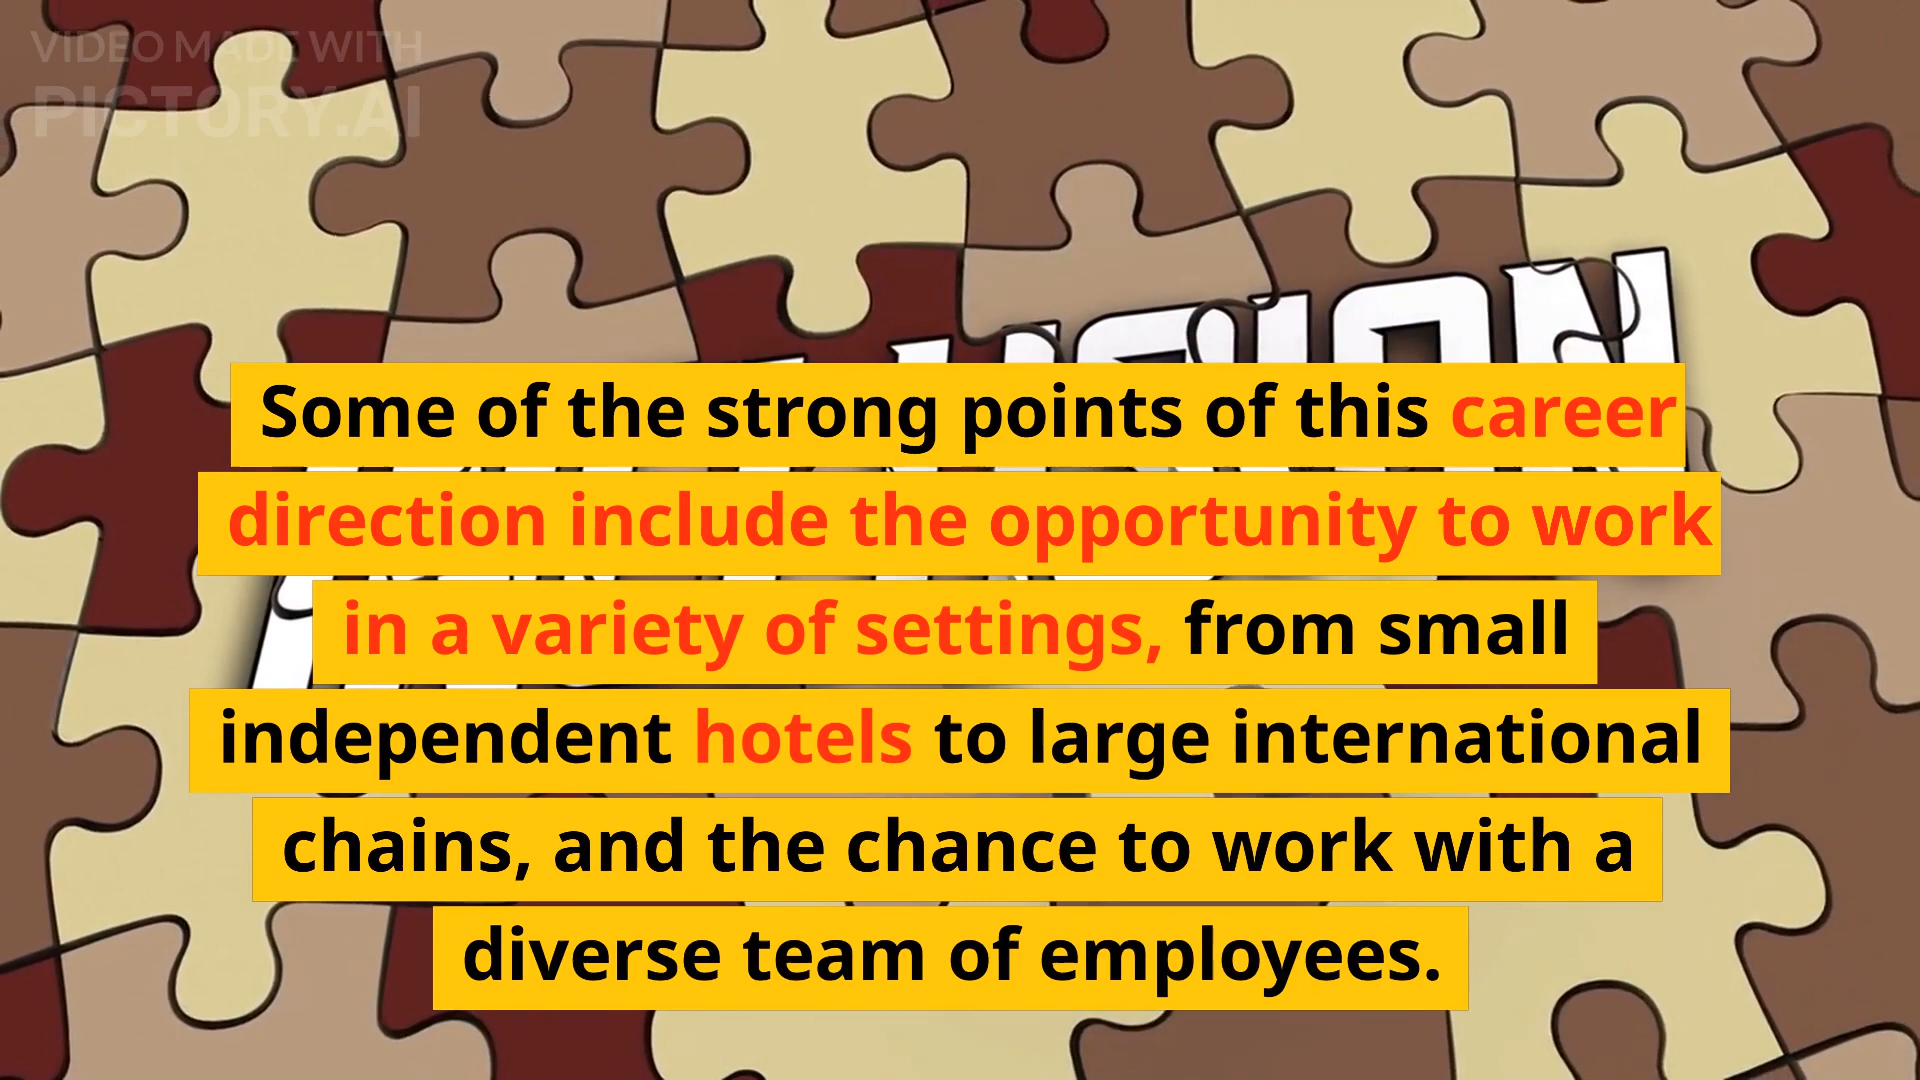 VIDEO MADE WITH
PICTORY.AI
Some of the strong points of this career
direction include the opportunity to work
in a variety of settings, from small
independent hotels to large international
chains, and the chance to work with a
diverse team of employees.